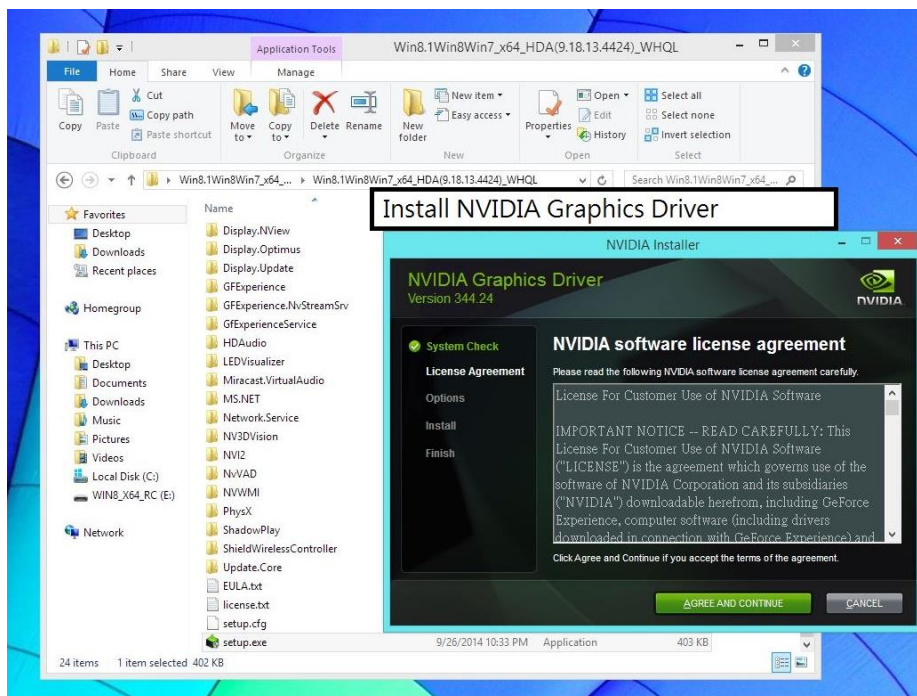 Application Tools
Win8.1Win8Win7_x64_HDA(9.18.13.4424)_WHQL
File
Home
Share
View
Manage
Copy
Paste
Cut
Copy path
Paste shortcut
Clipboard
Move to
Copy to
Delete
Rename
Organize
New folder
New item
Easy access
New
Properties
Open
Edit
History
Open
Select all
Select none
Invert selection
Select
Win8.1Win8Win7_x64_...
Win8.1Win8Win7_x64_HDA(9.18.13.4424)_WHQL
Search Win8.1Win8Win7_x64_...
Favorites
Desktop
Downloads
Recent places
Homegroup
This PC
Desktop
Documents
Downloads
Music
Pictures
Videos
Local Disk (C:)
WIN8_X64_RC (E:)
Network
Name
Display.NView
Display.Optimus
Display.Update
GFExperience
GFExperience.NvStreamSrv
GfExperienceService
HDAudio
LEDVisualizer
Miracast.VirtualAudio
MS.NET
Network.Service
NV3DVision
NVI2
NvVAD
NVWMI
PhysX
ShadowPlay
ShieldWirelessController
Update.Core
EULA.txt
license.txt
setup.cfg
setup.exe
9/26/2014 10:33 PM
Application
403 KB
24 items
1 item selected
402 KB
Install NVIDIA Graphics Driver
NVIDIA Installer
NVIDIA Graphics Driver
Version 344.24
NVIDIA
System Check
License Agreement
Options
Install
Finish
NVIDIA software license agreement
Please read the following NVIDIA software license agreement carefully.
License For Customer Use of NVIDIA Software
IMPORTANT NOTICE -- READ CAREFULLY: This
License For Customer Use of NVIDIA Software
("LICENSE") is the agreement which governs use of the
software of NVIDIA Corporation and its subsidiaries
("NVIDIA") downloadable herefrom, including GeForce
Experience, computer software (including drivers
downloaded in connection with GeForce Experience) and
Click Agree and Continue if you accept the terms of the agreement.
AGREE AND CONTINUE
CANCEL